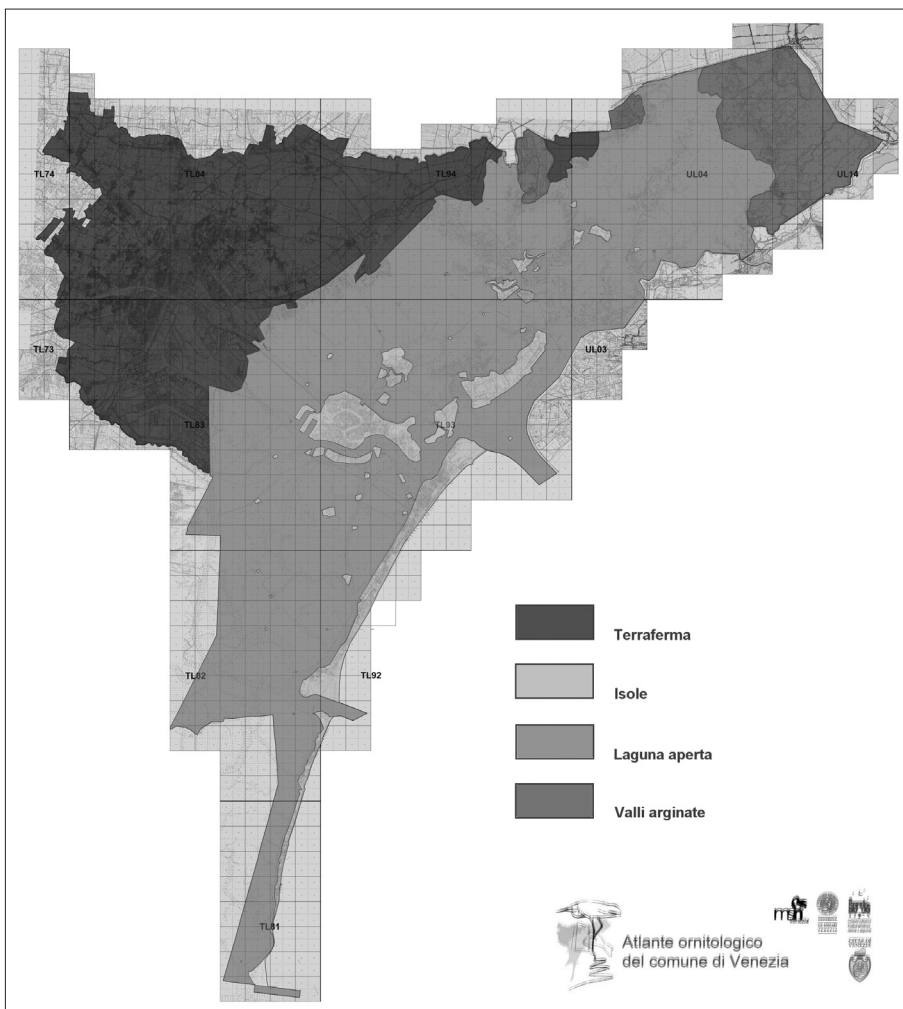 TL74
TL84
TL94
UL04
UL14
TL73
UL03
TL83
TL93
Terraferma
Isole
TL82
TL92
Laguna aperta
Valli arginate
TL81
Atlante ornitologico
del comune di Venezia